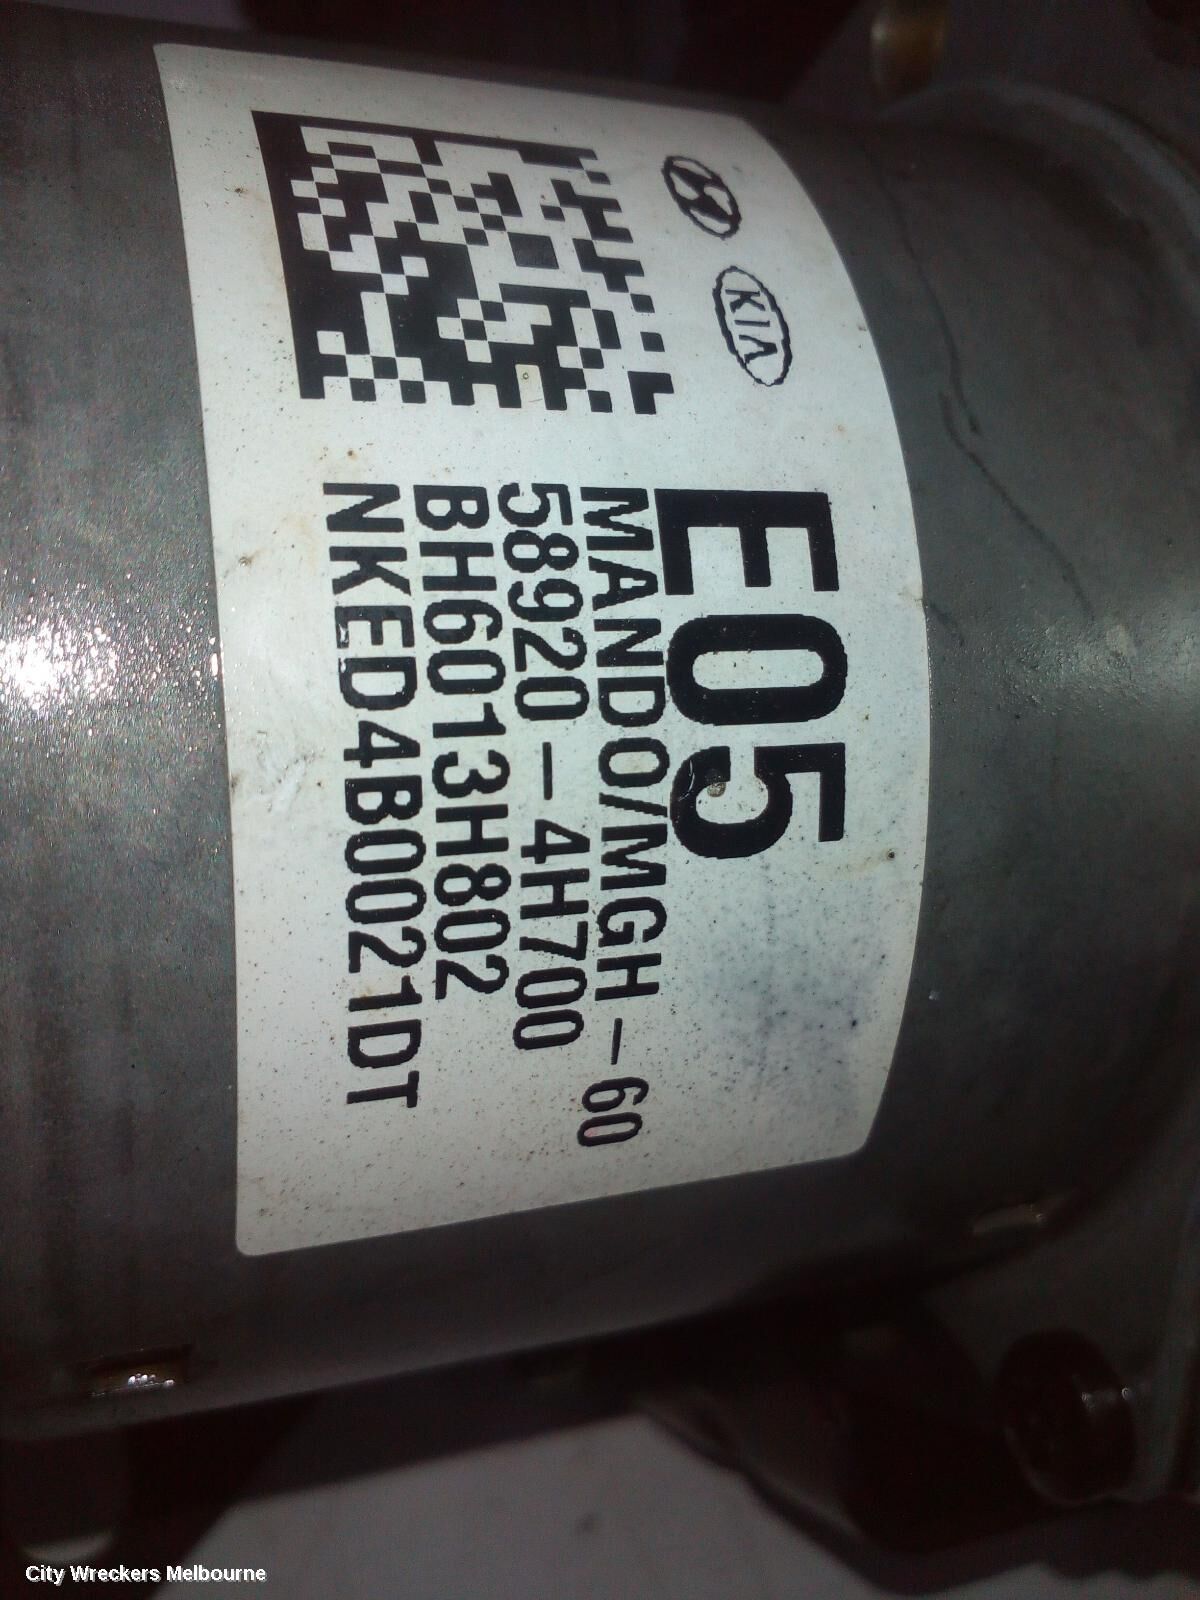 KIA
E05
MANDO/MGH-60
58920-4H700
BH6013H802
NKED4B0021DT
City Wreckers Melbourne